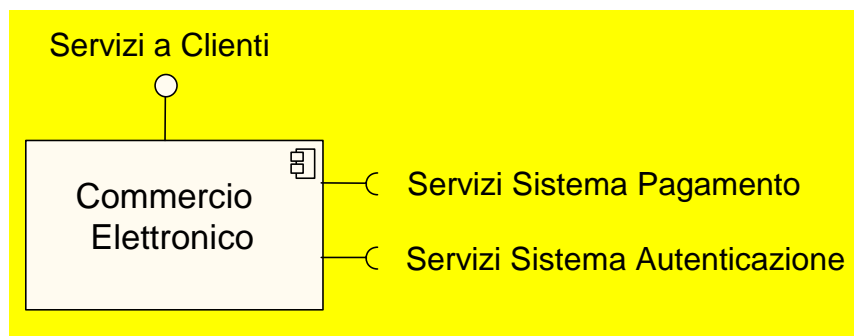 Servizi a Clienti
Commercio
Elettronico
Servizi Sistema Pagamento
Servizi Sistema Autenticazione